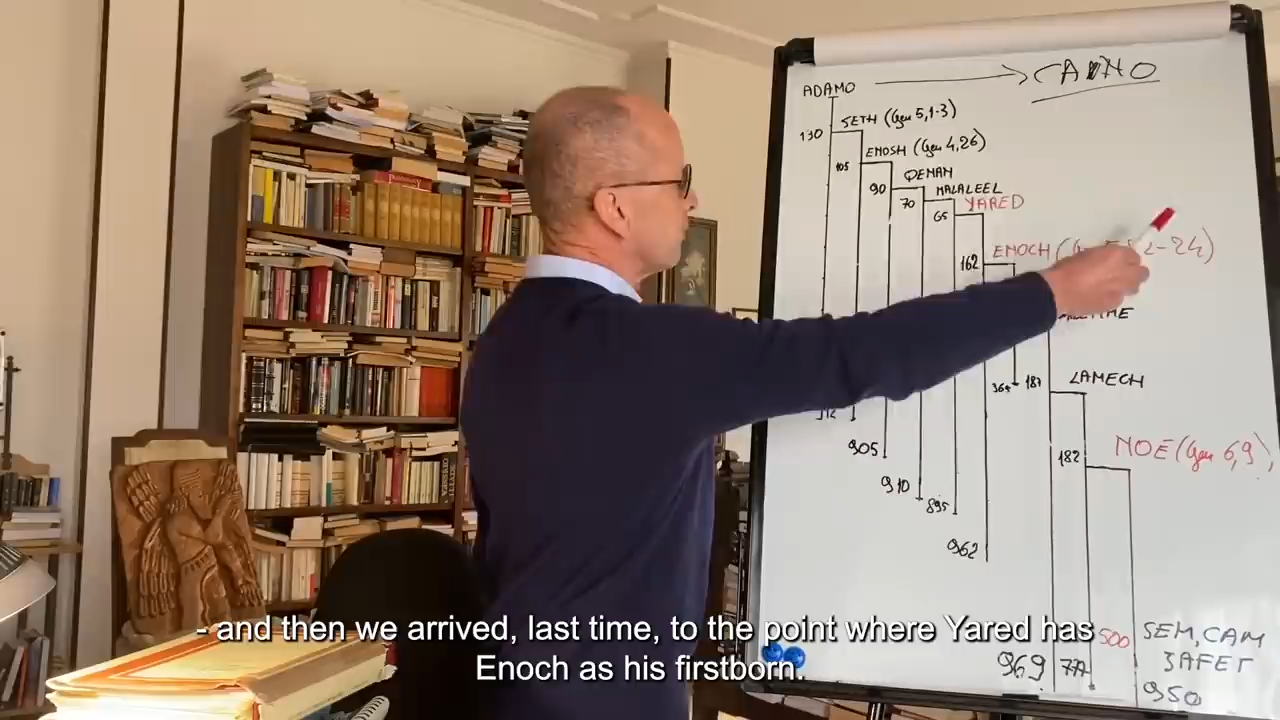 ADAMO → CAINO
130 SETH (Gen 5,1-3)
105 ENOSH (Gen 4,26)
90 QENAN
70 MALALEEL
65 YARED
162 ENOCH ( 2-24)
187 LAMECH
905
182 NOE (Gen 6,9),
910
895
962
500 SEM, CAM
JAFET
969 777 950
- and then we arrived, last time, to the point where Yared has
Enoch as his firstborn.